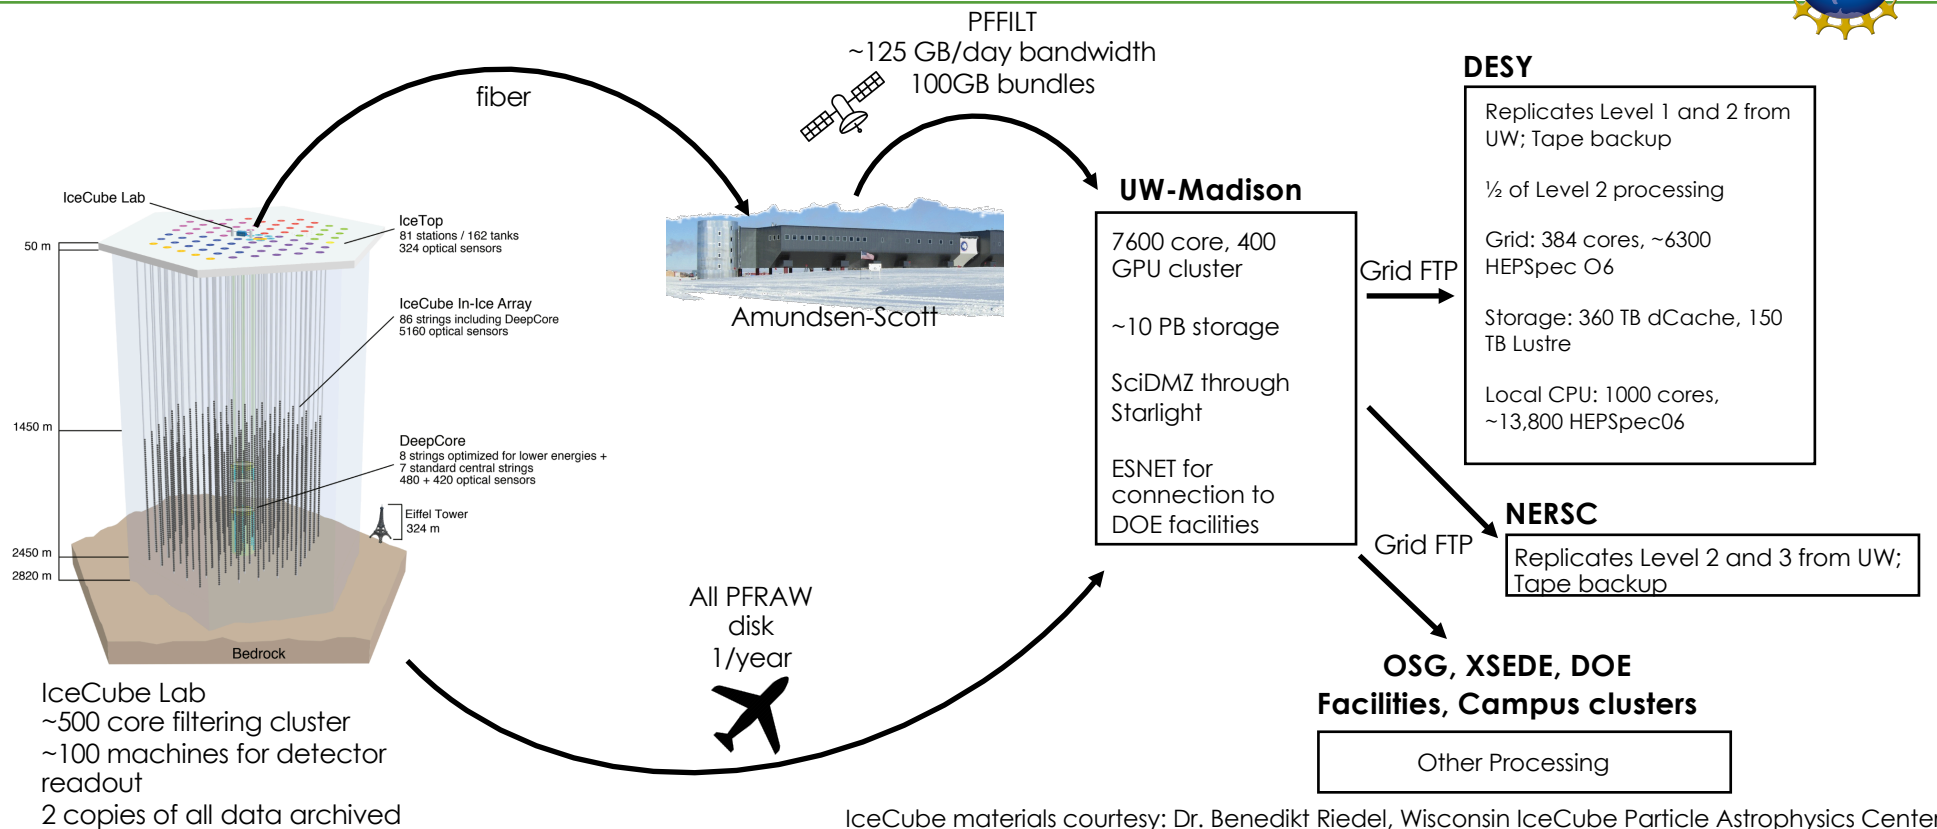 PFFILT
~125 GB/day bandwidth
100GB bundles
fiber
IceCube Lab
50 m
IceTop
81 stations / 162 tanks
324 optical sensors
IceCube In-Ice Array
86 strings including DeepCore
5160 optical sensors
1450 m
DeepCore
8 strings optimized for lower energies +
7 standard central strings
480 + 420 optical sensors
Eiffel Tower
324 m
2450 m
2820 m
Bedrock
IceCube Lab
~500 core filtering cluster
~100 machines for detector
readout
2 copies of all data archived
Amundsen-Scott
All PFRAW
disk
1/year
UW-Madison
7600 core, 400
GPU cluster
~10 PB storage
SciDMZ through
Starlight
ESNET for
connection to
DOE facilities
Grid FTP
Grid FTP
DESY
Replicates Level 1 and 2 from
UW; Tape backup
½ of Level 2 processing
Grid: 384 cores, ~6300
HEPSpec O6
Storage: 360 TB dCache, 150
TB Lustre
Local CPU: 1000 cores,
~13,800 HEPSpec06
NERSC
Replicates Level 2 and 3 from UW;
Tape backup
OSG, XSEDE, DOE
Facilities, Campus clusters
Other Processing
IceCube materials courtesy: Dr. Benedikt Riedel, Wisconsin IceCube Particle Astrophysics Center